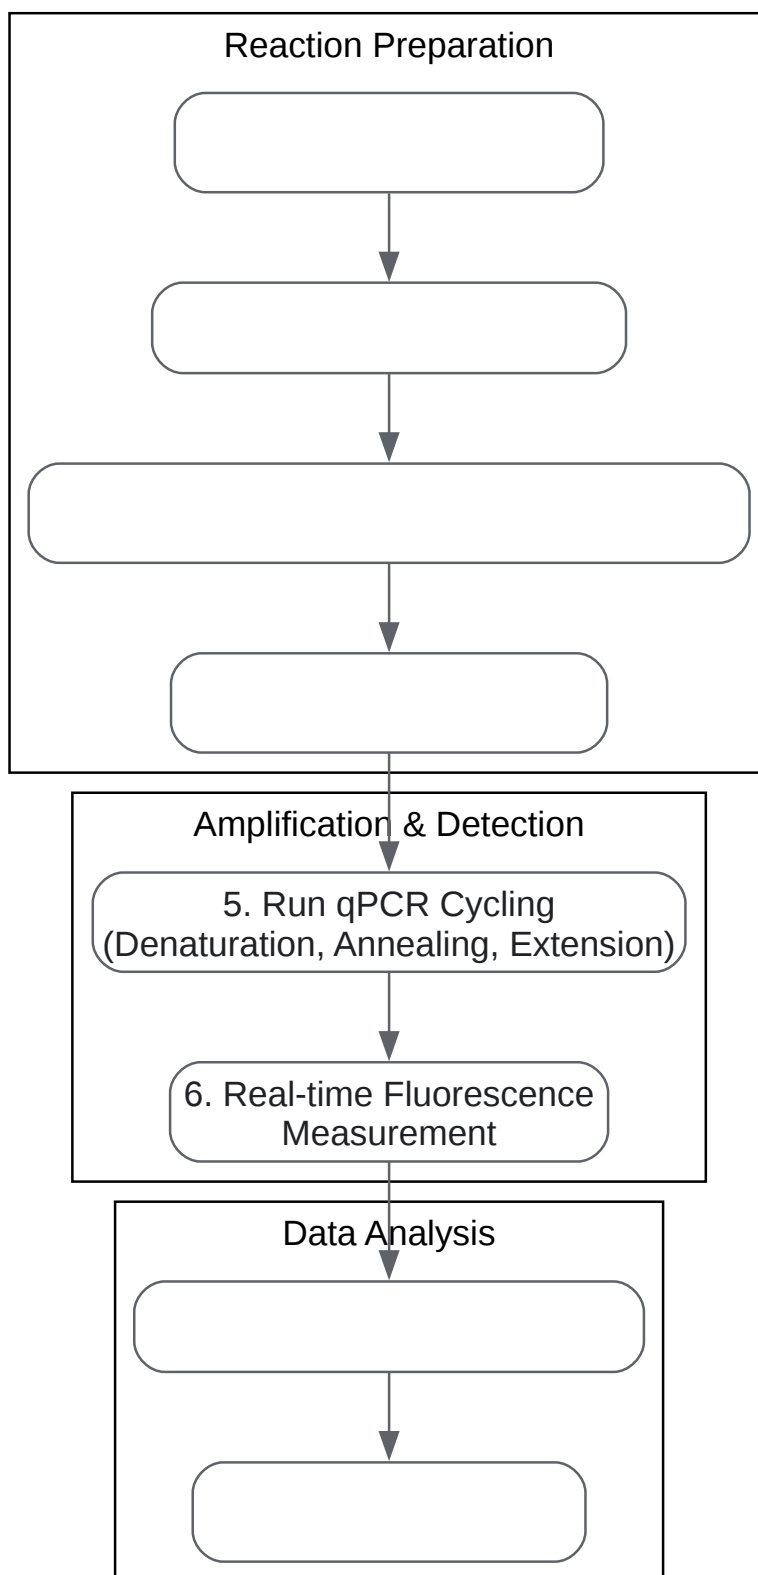 Reaction Preparation
Amplification & Detection
5. Run qPCR Cycling
(Denaturation, Annealing, Extension)
6. Real-time Fluorescence
Measurement
Data Analysis